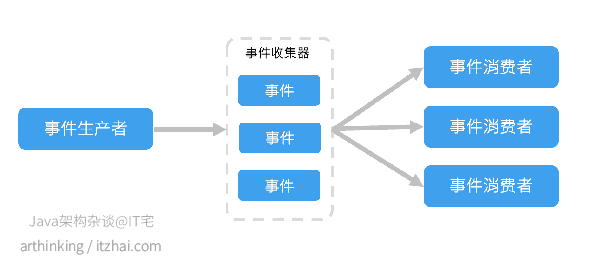 事件收集器
事件生产者
事件
事件
事件
事件消费者
事件消费者
事件消费者
Java架构杂谈@IT宅
arthinking / itzhai.com